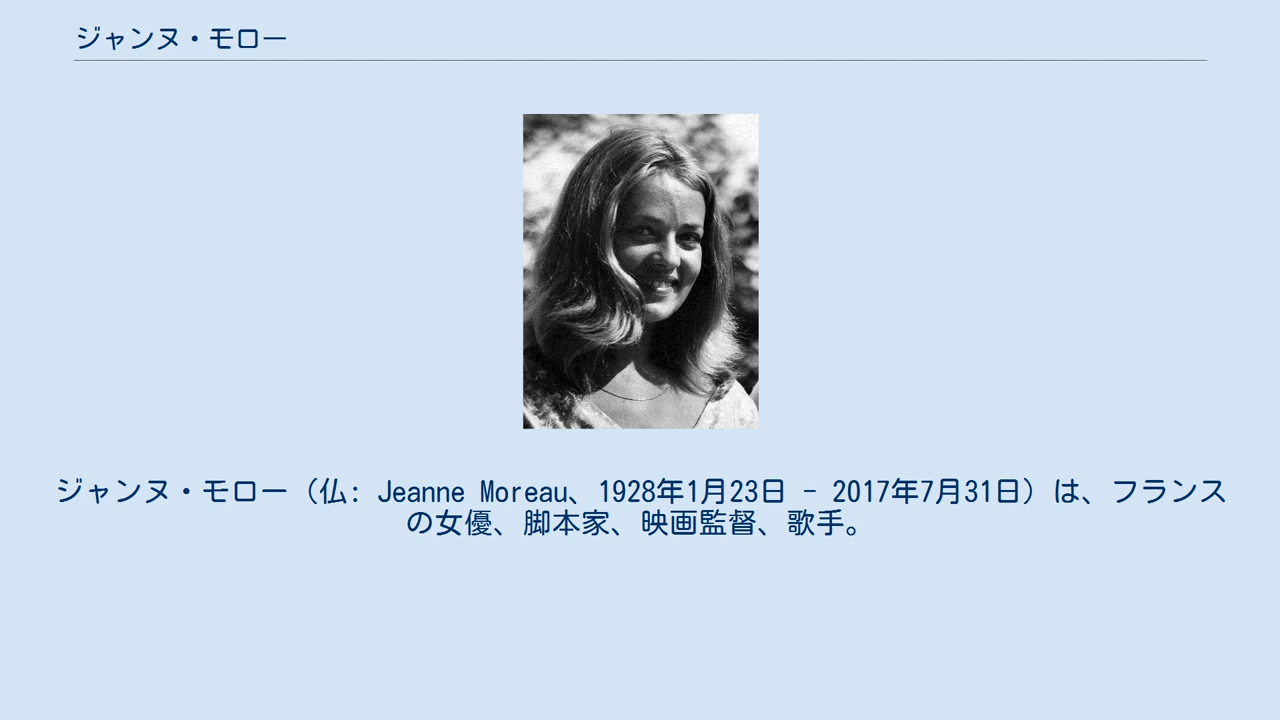 ジャンヌ・モロー
ジャンヌ・モロー（仏: Jeanne Moreau、1928年1月23日 - 2017年7月31日）は、フランス
の女優、脚本家、映画監督、歌手。